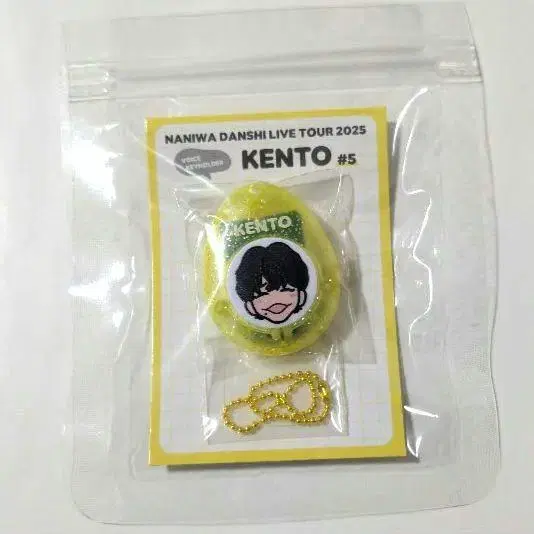 NANIWA DANSHI LIVE TOUR 2025
VOICE
KEYHOLDER
KENTO #5
KENTO